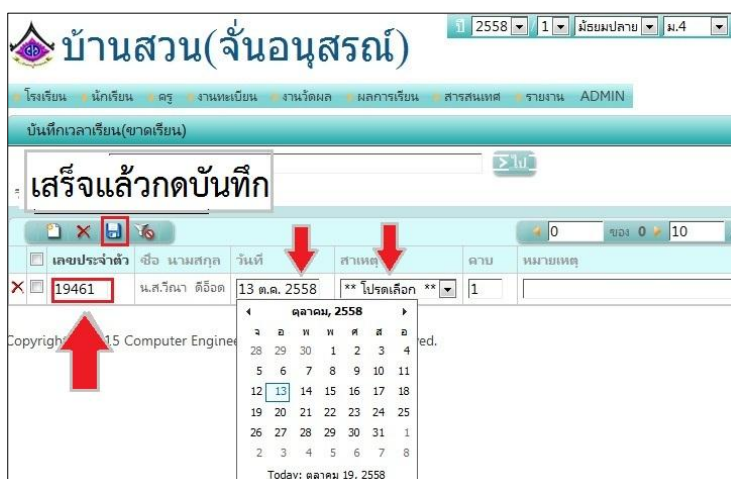 ปี 2558 / 1 มัธยมปลาย ม.4
บ้านสวน(จั่นอนุสรณ์)
โรงเรียน นักเรียน ครู งานทะเบียน งานวัดผล ผลการเรียน สารสนเทศ รายงาน ADMIN
บันทึกเวลาเรียน(ขาดเรียน)
ไป
เสร็จแล้วกดบันทึก
0 ของ 0 10
เลขประจำตัว ชื่อ นามสกุล วันที่ สาเหตุ คาบ หมายเหตุ
19461 น.ส.วีณา ดีอ็อด 13 ต.ค. 2558 ** โปรดเลือก ** 1
ตุลาคม, 2558
จ อ พ พ ศ ส อ
28 29 30 1 2 3 4
5 6 7 8 9 10 11
12 13 14 15 16 17 18
19 20 21 22 23 24 25
26 27 28 29 30 31 1
2 3 4 5 6 7 8
Today: ตุลาคม 19, 2558
Copyright 5 Computer Engine ed.